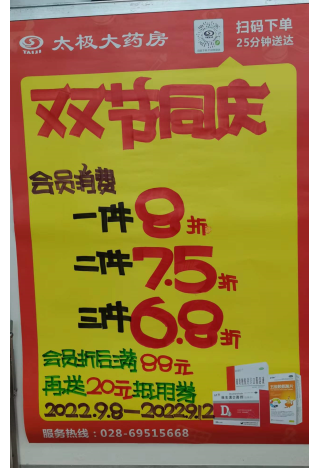 太极大药房
TAIJI
扫码下单
25分钟送达
双节同庆
会员消费
一件8折
二件7.5折
三件6.8折
会员折后满88元
再送20元抵用券
2022.9.8—2022.9.12
服务热线：028-69515668